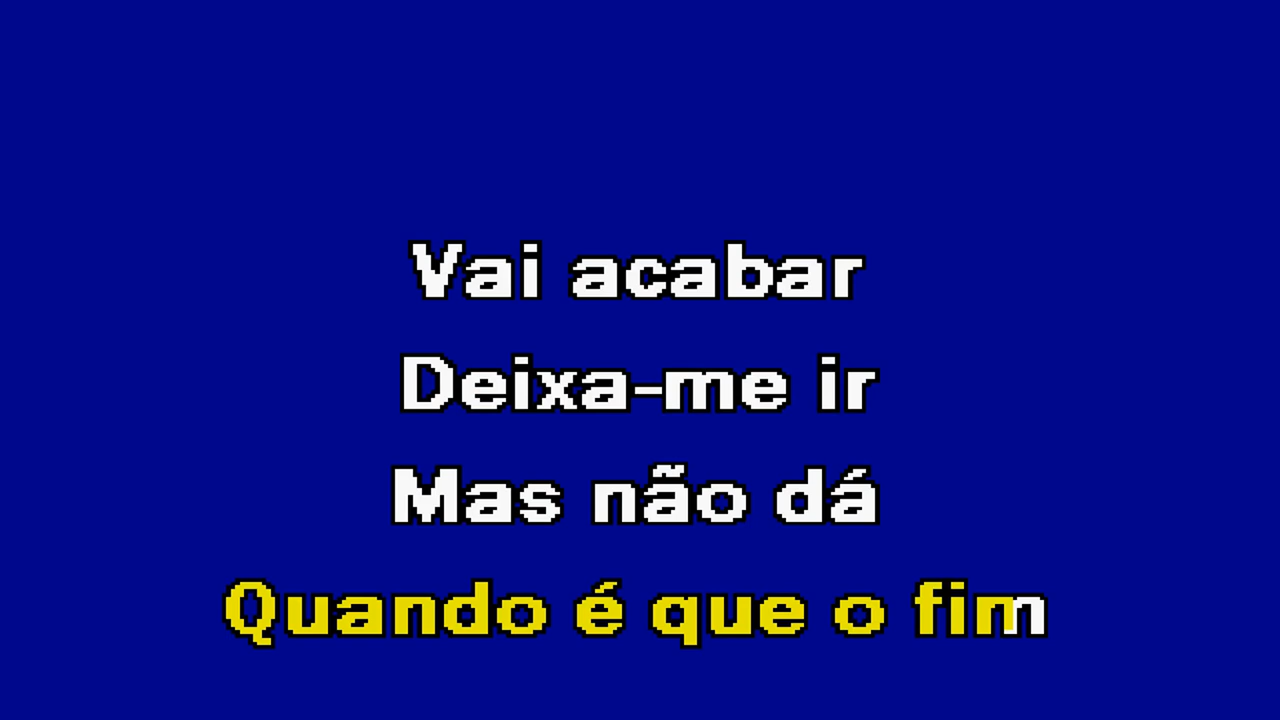 Vai acabar
Deixa-me ir
Mas não dá
Quando é que o fim